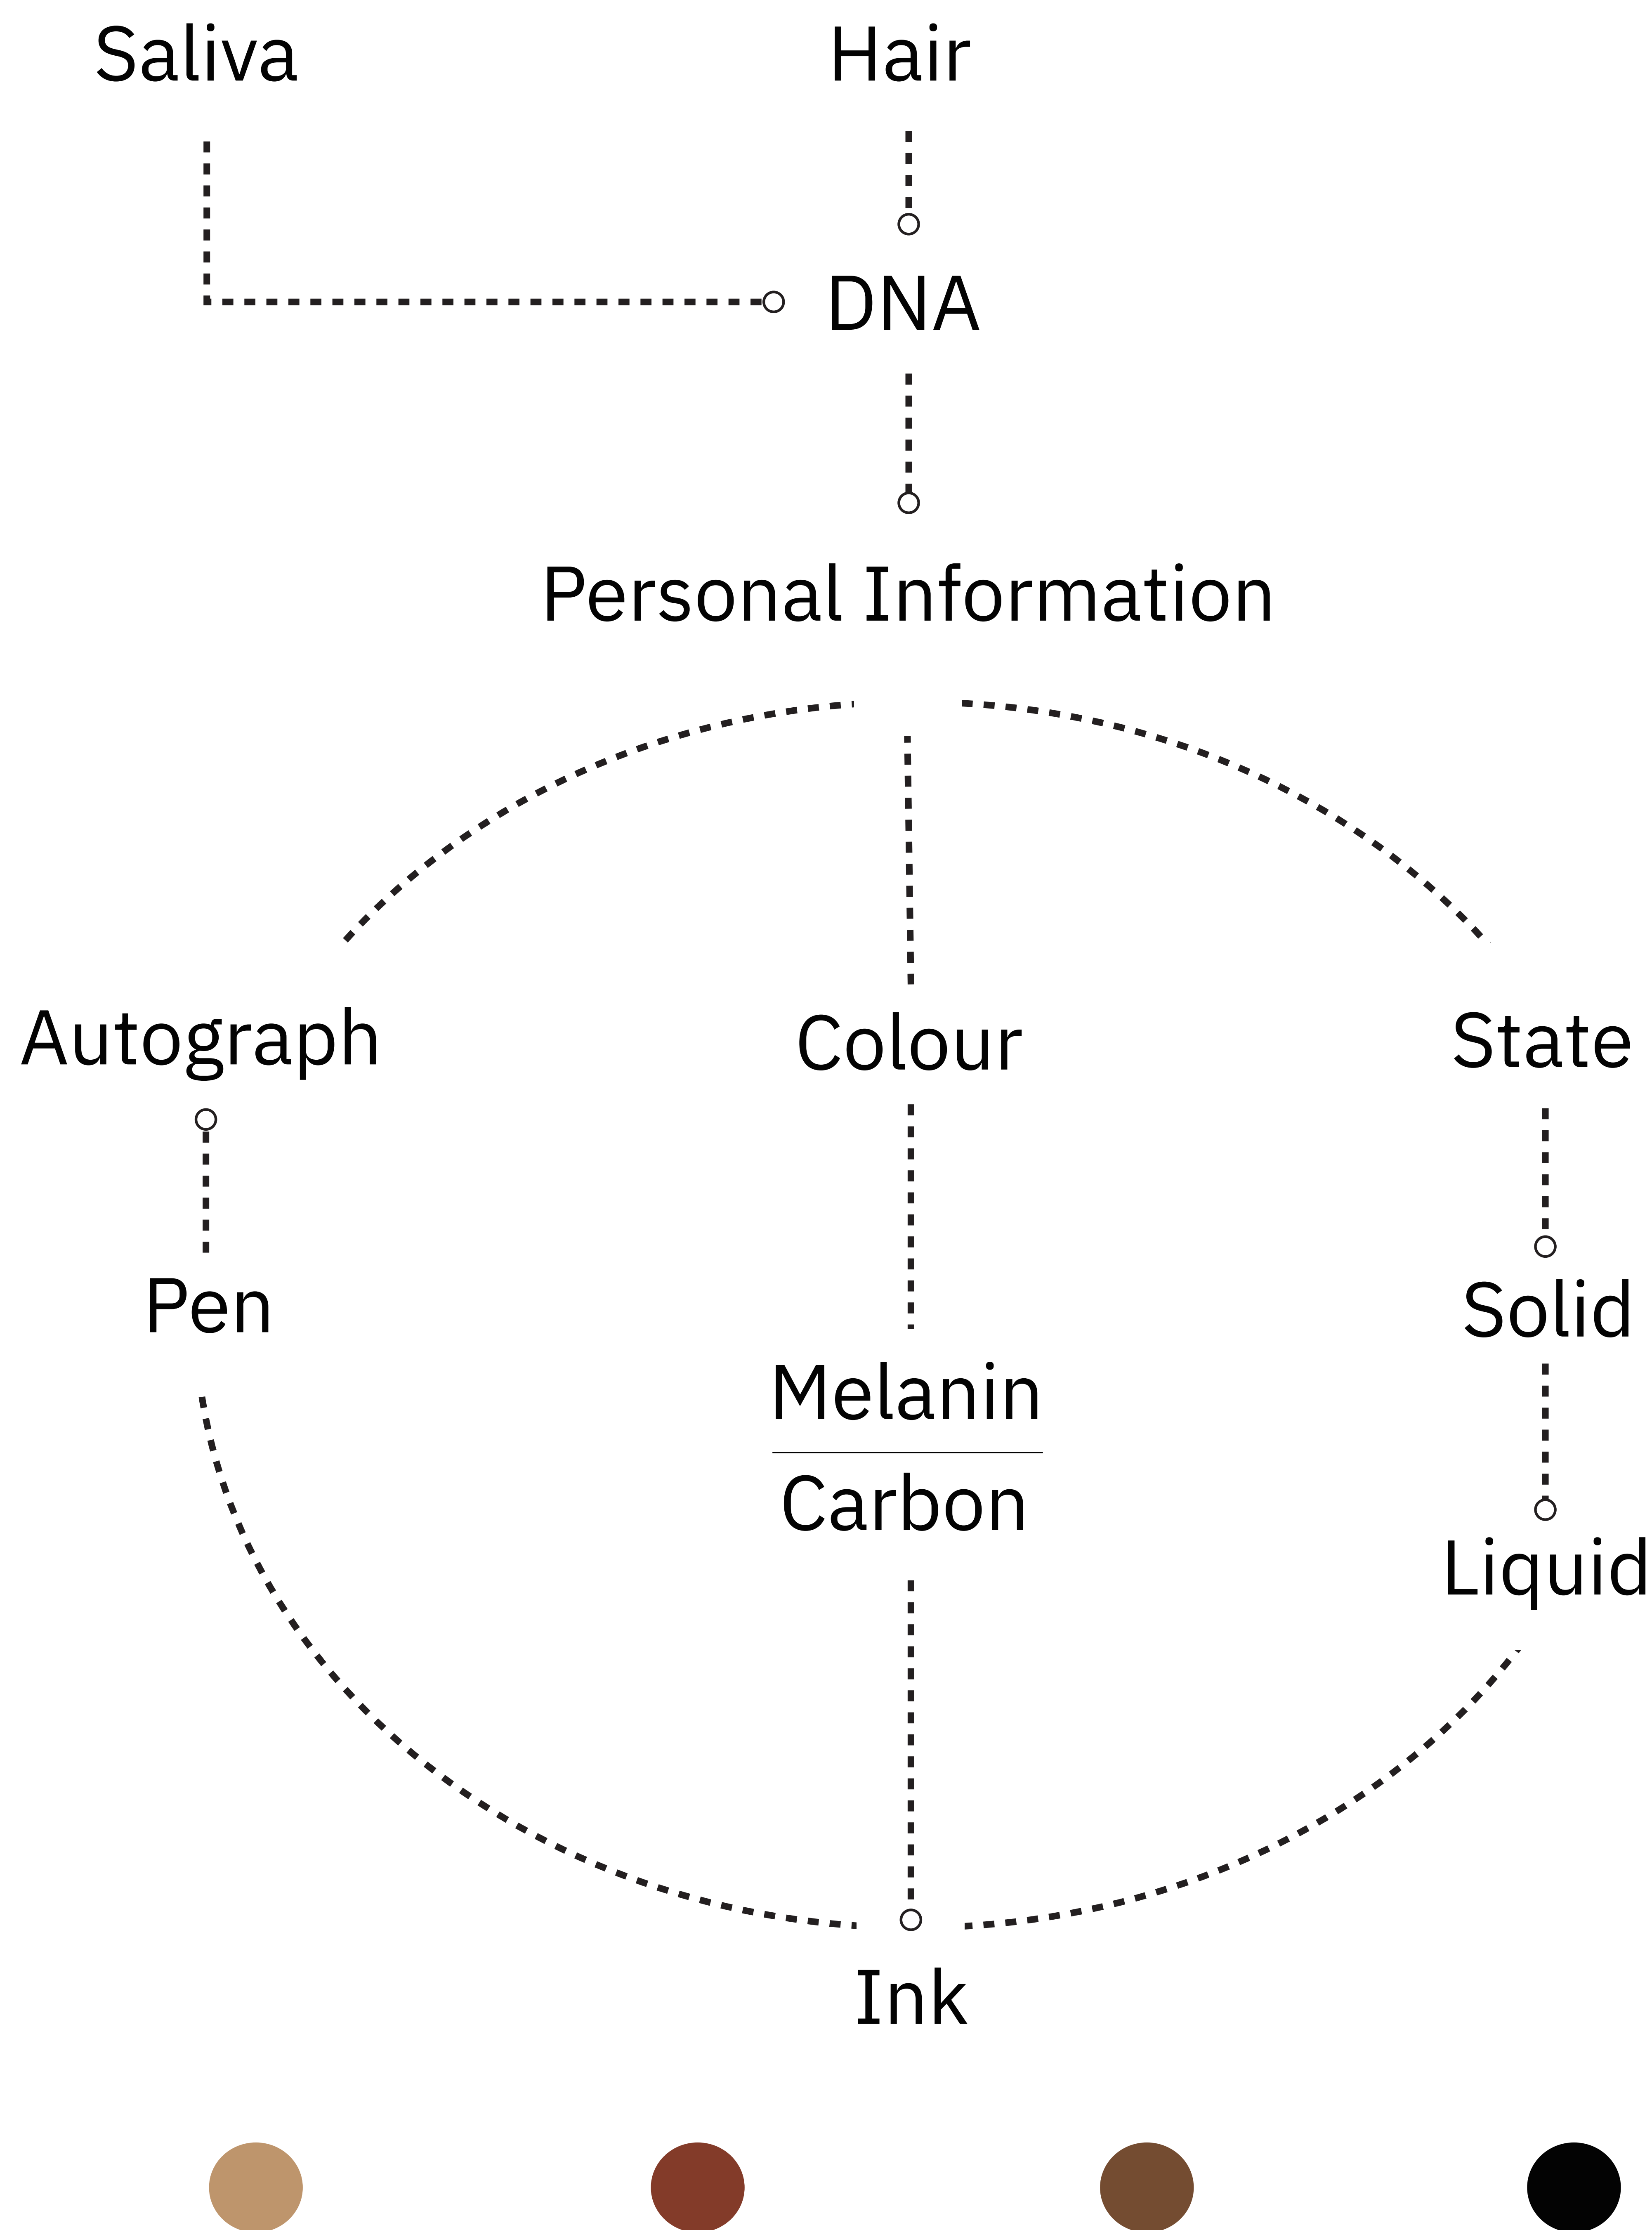 Saliva
Hair
DNA
Personal Information
Autograph
Colour
State
Pen
Solid
Melanin
Carbon
Liquid
Ink